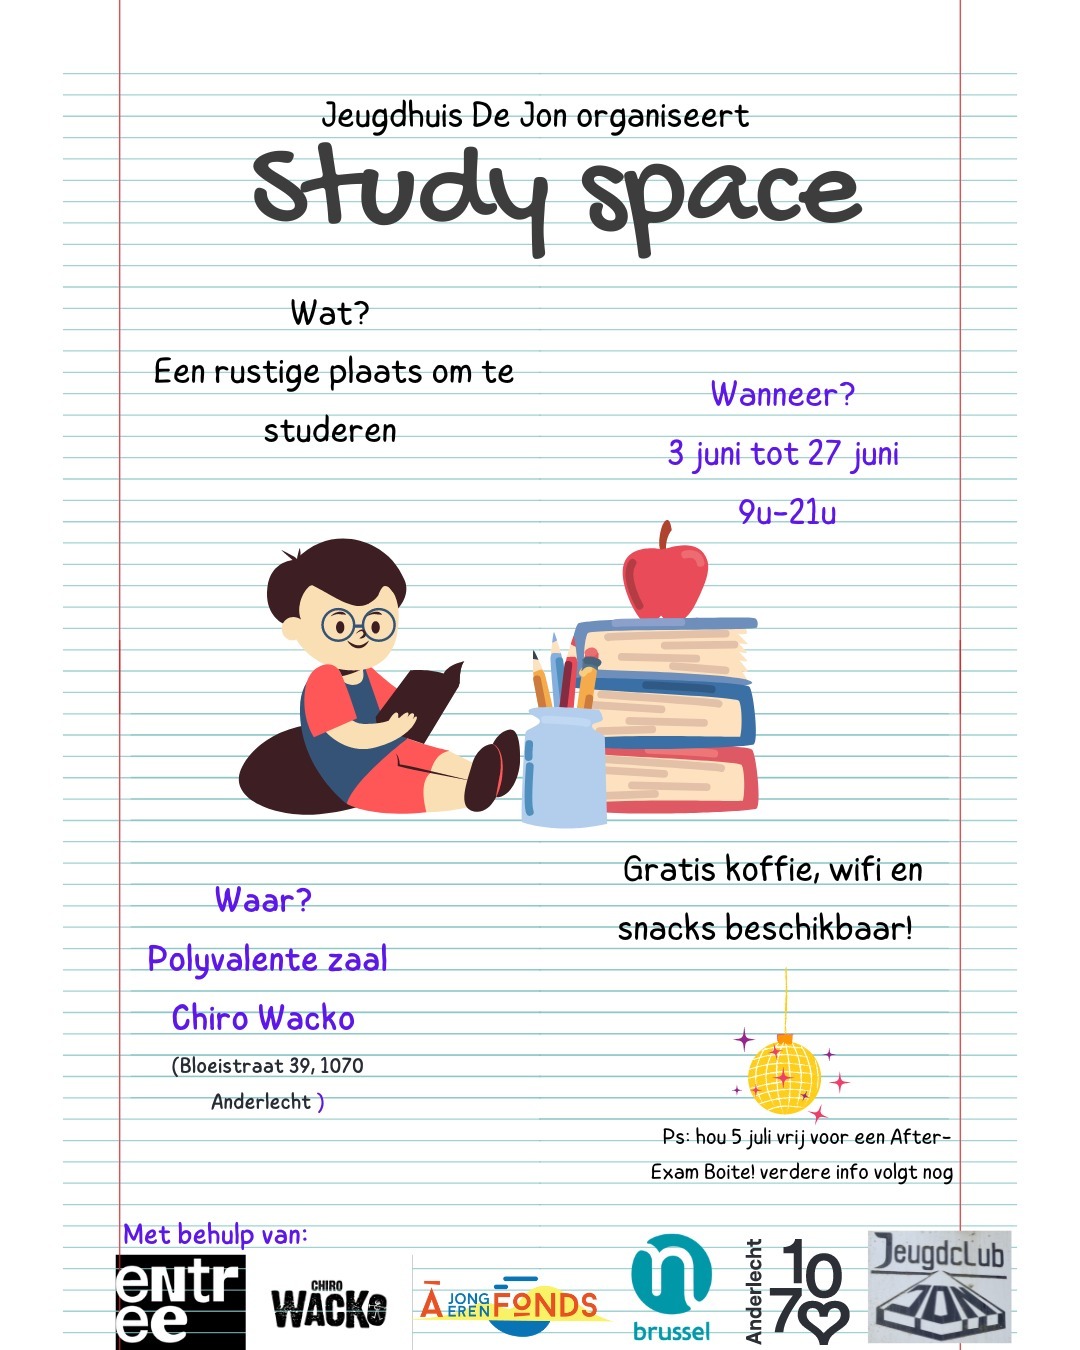 Jeugdhuis De Jon organiseert
Study space
Wat?
Een rustige plaats om te
studeren
Wanneer?
3 juni tot 27 juni
9u-21u
Gratis koffie, wifi en
snacks beschikbaar!
Waar?
Polyvalente zaal
Chiro Wacko
(Bloeistraat 39, 1070
Anderlecht )
Ps: hou 5 juli vrij voor een After-
Exam Boite! verdere info volgt nog
Met behulp van:
entr
ee
CHIRO
WACKO
A JONG
EREN FONDS
n
brussel
Anderlecht
10
7
JeugdcLub
JON